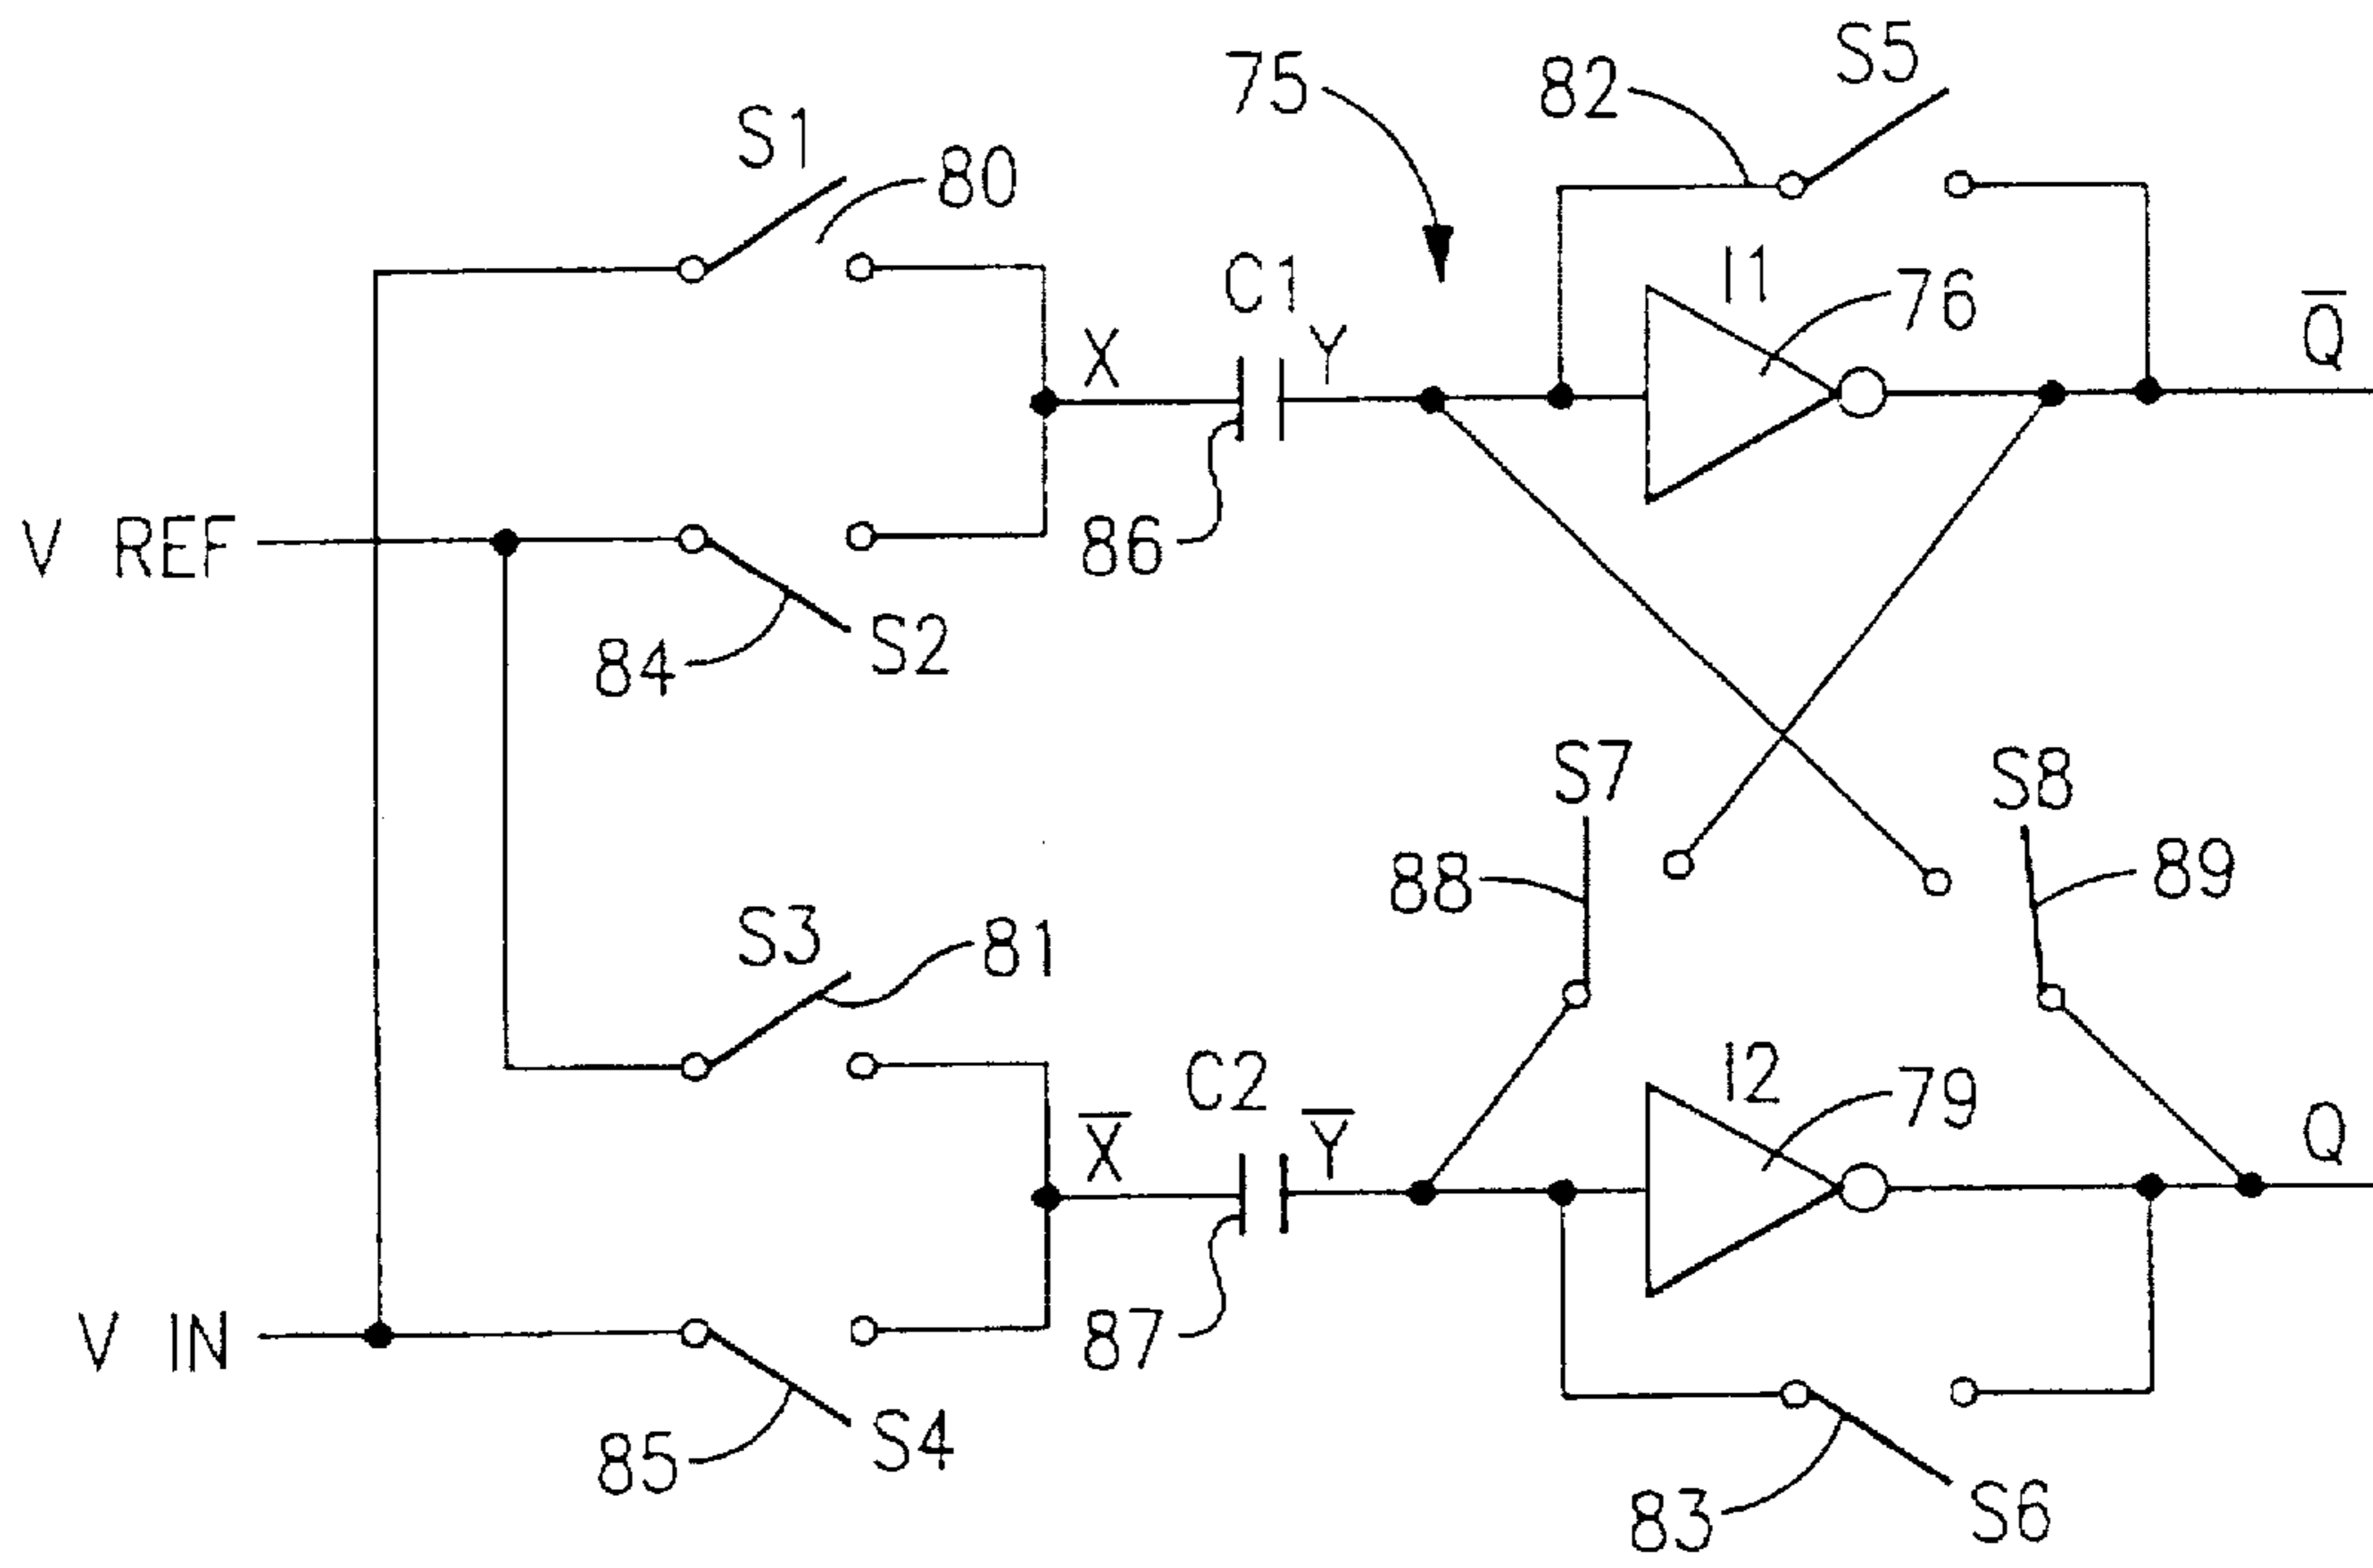 S5
75
82
S1
80
I1
C1
76
Q̅
X
Y
V REF
86
84
S2
S7
S8
88
89
S3
81
I2
C2
79
X̅
Y̅
Q
V IN
87
85
S4
83
S6